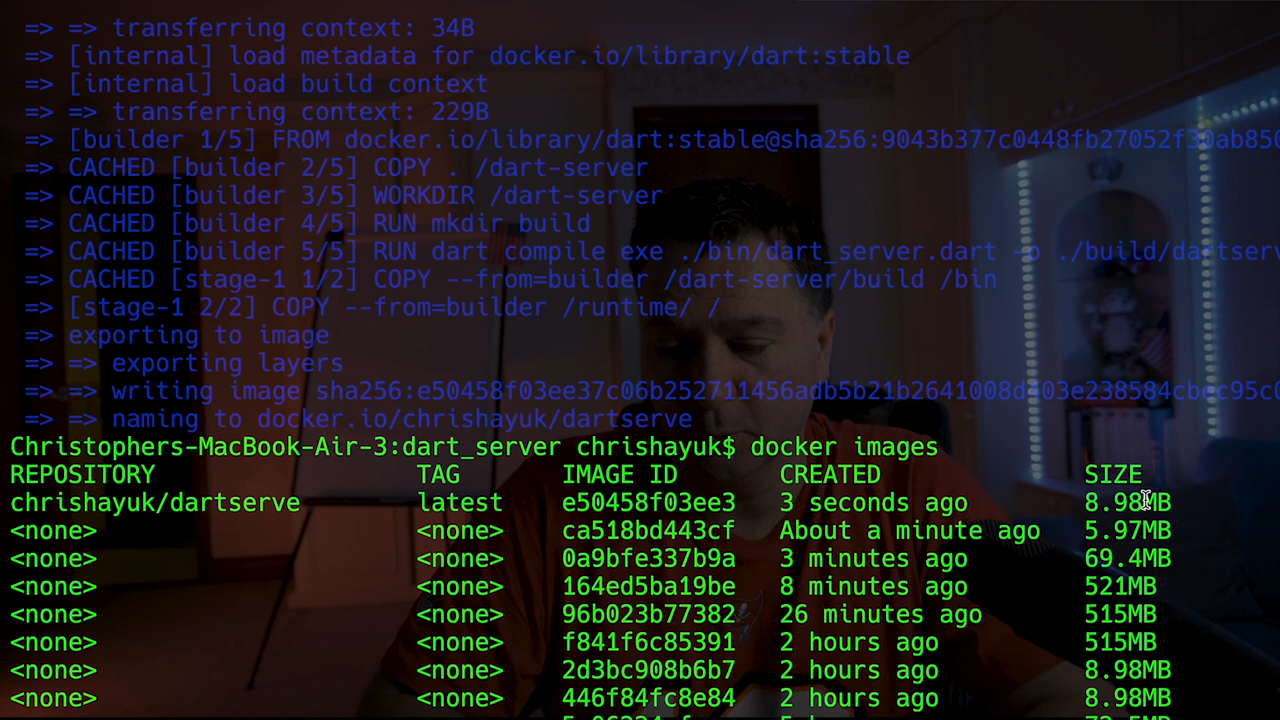 => => transferring context: 34B
=> [internal] load metadata for docker.io/library/dart:stable
=> [internal] load build context
=> => transferring context: 229B
=> [builder 1/5] FROM docker.io/library/dart:stable@sha256:9043b377c0448fb27052f30ab850
=> CACHED [builder 2/5] COPY . /dart-server
=> CACHED [builder 3/5] WORKDIR /dart-server
=> CACHED [builder 4/5] RUN mkdir build
=> CACHED [builder 5/5] RUN dart compile exe ./bin/dart_server.dart -o ./build/dartserv
=> CACHED [stage-1 1/2] COPY --from=builder /dart-server/build /bin
=> [stage-1 2/2] COPY --from=builder /runtime/ /
=> exporting to image
=> => exporting layers
=> => writing image
=> => naming to docker.io/chrishayuk/dartserve
Christophers-MacBook-Air-3:dart_server chrishayuk$ docker images
REPOSITORY TAG IMAGE ID CREATED SIZE
chrishayuk/dartserve latest e50458f03ee3 3 seconds ago 8.98MB
<none> <none> ca518bd443cf About a minute ago 5.97MB
<none> <none> 0a9bfe337b9a 3 minutes ago 69.4MB
<none> <none> 164ed5ba19be 8 minutes ago 521MB
<none> <none> 96b023b77382 26 minutes ago 515MB
<none> <none> f841f6c85391 2 hours ago 515MB
<none> <none> 2d3bc908b6b7 2 hours ago 8.98MB
<none> <none> 446f84fc8e84 2 hours ago 8.98MB